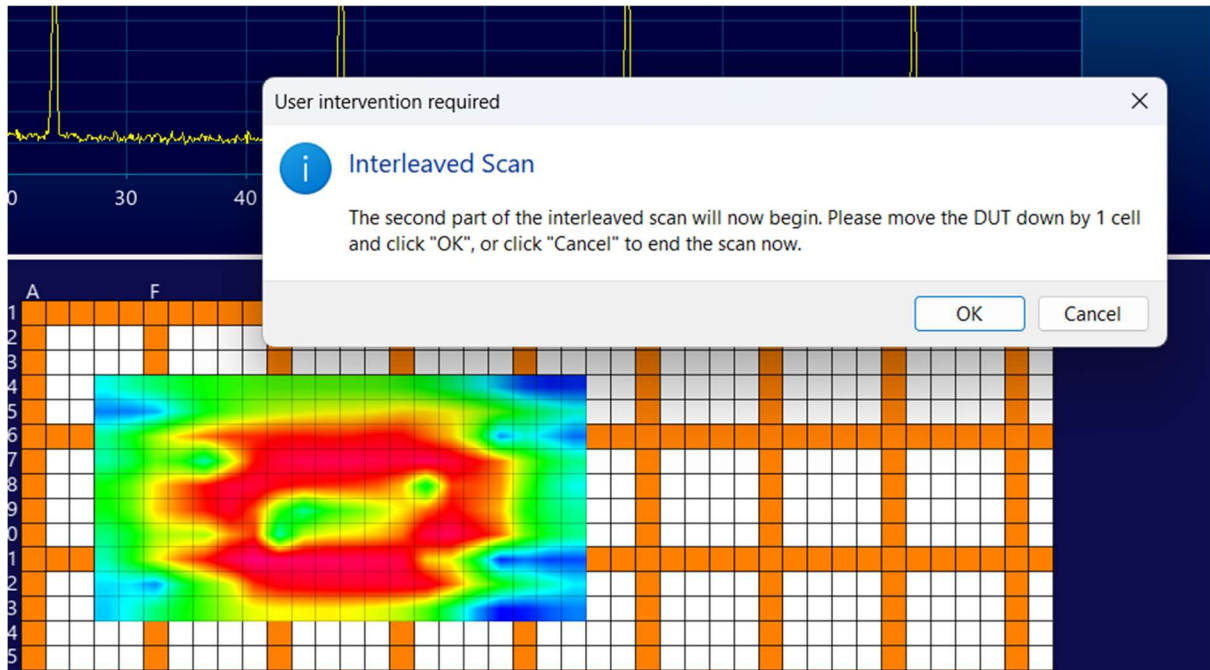 User intervention required
Interleaved Scan
The second part of the interleaved scan will now begin. Please move the DUT down by 1 cell
and click "OK", or click "Cancel" to end the scan now.
0 30 40
OK Cancel
A F
1
2
3
4
5
6
7
8
9
0
1
2
3
4
5